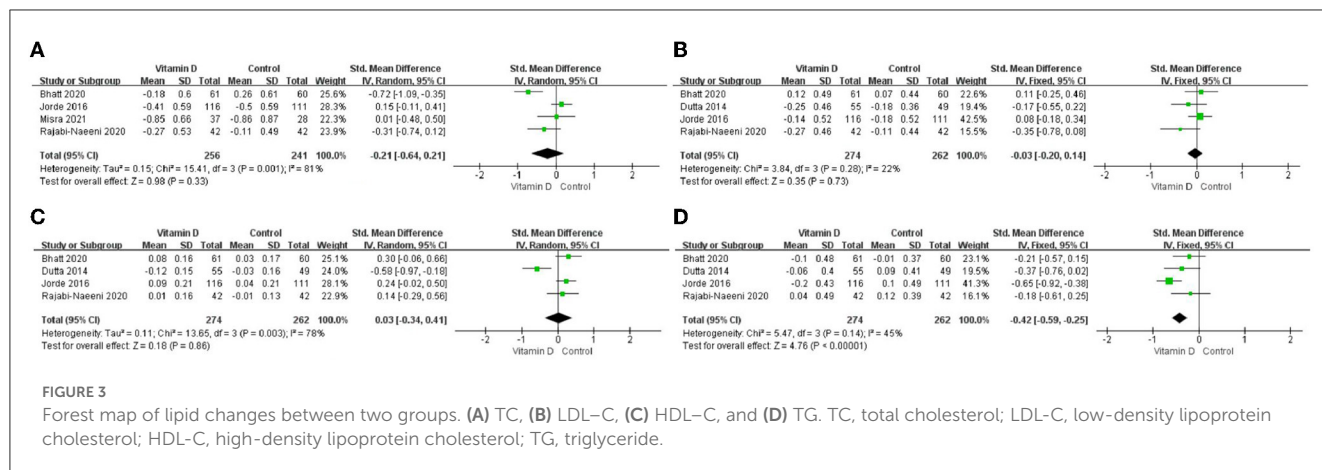 A
Vitamin D Control Std. Mean Difference Std. Mean Difference
Study or Subgroup Mean SD Total Mean SD Total Weight IV, Random, 95% CI IV, Random, 95% CI
Bhatt 2020 -0.18 0.6 61 0.26 0.61 60 25.6% -0.72 [-1.09, -0.35]
Jorde 2016 -0.41 0.59 116 -0.5 0.59 111 28.3% 0.15 [-0.11, 0.41]
Misra 2021 -0.85 0.66 37 -0.86 0.87 28 22.3% 0.01 [-0.48, 0.50]
Rajabi-Naeeni 2020 -0.27 0.53 42 -0.11 0.49 42 23.9% -0.31 [-0.74, 0.12]
Total (95% CI) 256 241 100.0% -0.21 [-0.64, 0.21]
Heterogeneity: Tau² = 0.15; Chi² = 15.41, df = 3 (P = 0.001); I² = 81%
Test for overall effect: Z = 0.98 (P = 0.33)
-2 -1 0 1 2
Vitamin D Control
B
Vitamin D Control Std. Mean Difference Std. Mean Difference
Study or Subgroup Mean SD Total Mean SD Total Weight IV, Fixed, 95% CI IV, Fixed, 95% CI
Bhatt 2020 0.12 0.49 61 0.07 0.44 60 22.6% 0.11 [-0.25, 0.46]
Dutta 2014 -0.25 0.46 55 -0.18 0.36 49 19.4% -0.17 [-0.55, 0.22]
Jorde 2016 -0.14 0.52 116 -0.18 0.52 111 42.5% 0.08 [-0.18, 0.34]
Rajabi-Naeeni 2020 -0.27 0.46 42 -0.11 0.44 42 15.5% -0.35 [-0.78, 0.08]
Total (95% CI) 274 262 100.0% -0.03 [-0.20, 0.14]
Heterogeneity: Chi² = 3.84, df = 3 (P = 0.28); I² = 22%
Test for overall effect: Z = 0.35 (P = 0.73)
-2 -1 0 1 2
Vitamin D Control
C
Vitamin D Control Std. Mean Difference Std. Mean Difference
Study or Subgroup Mean SD Total Mean SD Total Weight IV, Random, 95% CI IV, Random, 95% CI
Bhatt 2020 0.08 0.16 61 0.03 0.17 60 25.1% 0.30 [-0.06, 0.66]
Dutta 2014 -0.12 0.15 55 -0.03 0.16 49 24.0% -0.58 [-0.97, -0.18]
Jorde 2016 0.09 0.21 116 0.04 0.21 111 28.0% 0.24 [-0.02, 0.50]
Rajabi-Naeeni 2020 0.01 0.16 42 -0.01 0.13 42 22.9% 0.14 [-0.29, 0.56]
Total (95% CI) 274 262 100.0% 0.03 [-0.34, 0.41]
Heterogeneity: Tau² = 0.11; Chi² = 13.65, df = 3 (P = 0.003); I² = 78%
Test for overall effect: Z = 0.18 (P = 0.86)
-2 -1 0 1 2
Vitamin D Control
D
Vitamin D Control Std. Mean Difference Std. Mean Difference
Study or Subgroup Mean SD Total Mean SD Total Weight IV, Fixed, 95% CI IV, Fixed, 95% CI
Bhatt 2020 -0.1 0.48 61 -0.01 0.37 60 23.1% -0.21 [-0.57, 0.15]
Dutta 2014 -0.06 0.4 55 0.09 0.41 49 19.5% -0.37 [-0.76, 0.02]
Jorde 2016 -0.2 0.43 116 0.1 0.49 111 41.3% -0.65 [-0.92, -0.38]
Rajabi-Naeeni 2020 0.04 0.49 42 0.12 0.39 42 16.1% -0.18 [-0.61, 0.25]
Total (95% CI) 274 262 100.0% -0.42 [-0.59, -0.25]
Heterogeneity: Chi² = 5.47, df = 3 (P = 0.14); I² = 45%
Test for overall effect: Z = 4.76 (P < 0.00001)
-2 -1 0 1 2
Vitamin D Control
FIGURE 3
Forest map of lipid changes between two groups. (A) TC, (B) LDL–C, (C) HDL–C, and (D) TG. TC, total cholesterol; LDL-C, low-density lipoprotein
cholesterol; HDL-C, high-density lipoprotein cholesterol; TG, triglyceride.